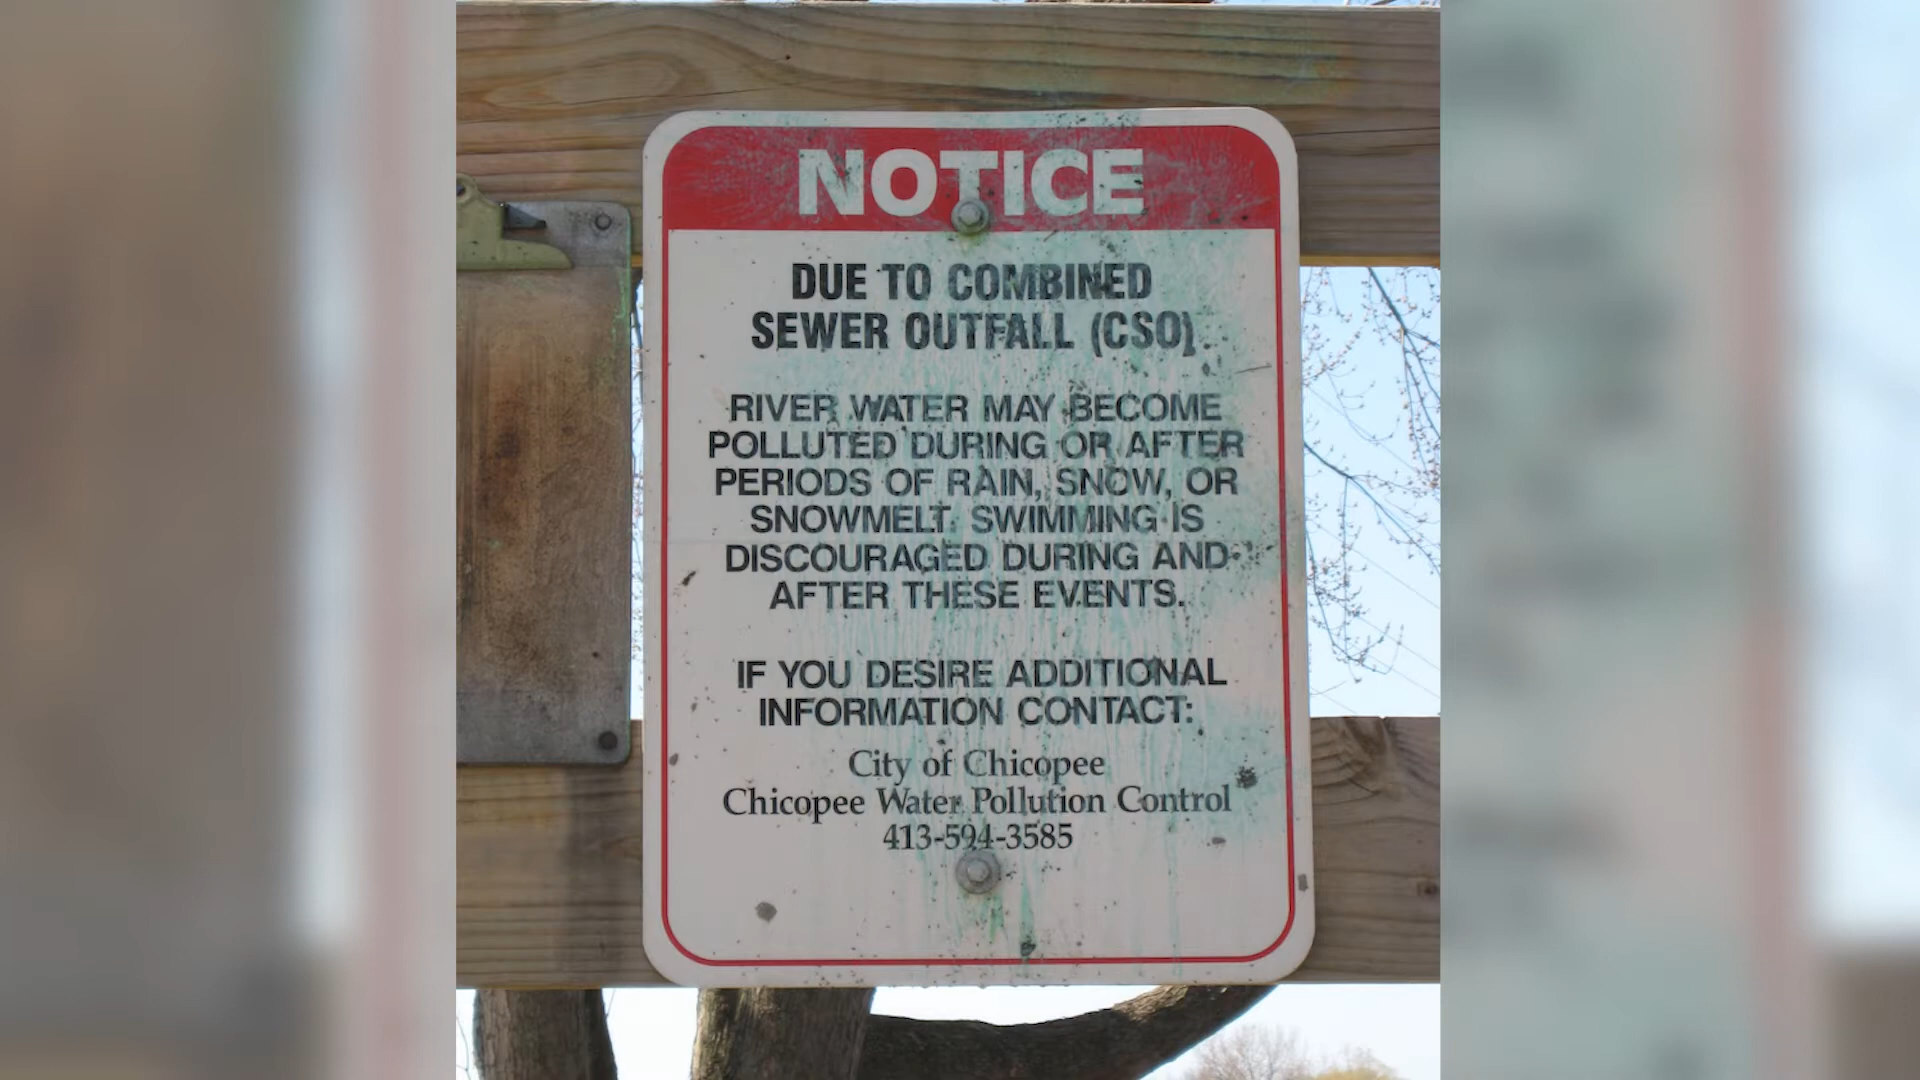 NOTICE
DUE TO COMBINED
SEWER OUTFALL (CSO).
RIVER WATER MAY BECOME
POLLUTED DURING OR AFTER
PERIODS OF RAIN, SNOW, OR
SNOWMELT. SWIMMING IS
DISCOURAGED DURING AND
AFTER THESE EVENTS.
IF YOU DESIRE ADDITIONAL
INFORMATION CONTACT:
City of Chicopee
Chicopee Water Pollution Control
413-594-3585